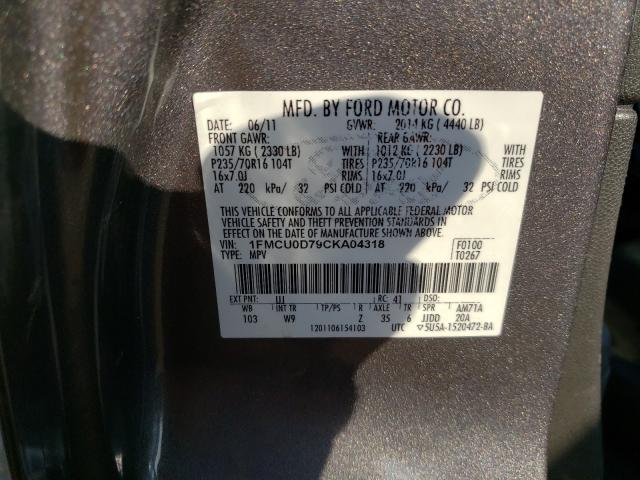 MFD. BY FORD MOTOR CO.
DATE: 06/11 GVWR: 2014 KG ( 4440 LB)
FRONT GAWR: REAR GAWR:
1057 KG ( 2330 LB) WITH 1012 KG ( 2230 LB) WITH
P235/70R16 104T TIRES P235/70R16 104T TIRES
16x7.0J RIMS 16x7.0J RIMS
AT 220 kPa/ 32 PSI COLD AT 220 kPa/ 32 PSI COLD
THIS VEHICLE CONFORMS TO ALL APPLICABLE FEDERAL MOTOR
VEHICLE SAFETY AND THEFT PREVENTION STANDARDS IN
EFFECT ON THE DATE OF MANUFACTURE SHOWN ABOVE.
VIN: 1FMCU0D79CKA04318 F0100
TYPE: MPV T0267
EXT PNT: UJ RC: 41 DSO:
WB INT TR TP/PS R AXLE TR SPR AM71A
103 W9 Z 35 6 JJDD 20A
1201106154103 UTC ▽5U5A-1520472-BA